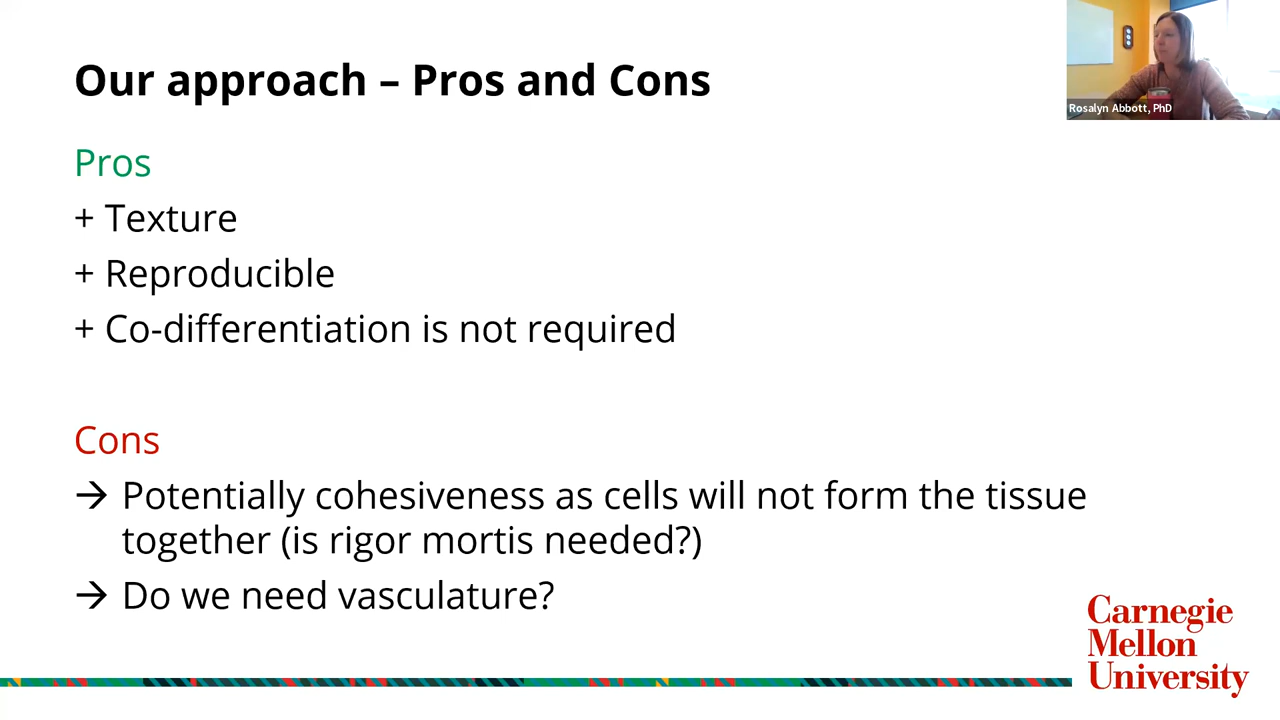 Our approach – Pros and Cons
Rosalyn Abbott, PhD
Pros
+ Texture
+ Reproducible
+ Co-differentiation is not required
Cons
→ Potentially cohesiveness as cells will not form the tissue
together (is rigor mortis needed?)
→ Do we need vasculature?
Carnegie
Mellon
University